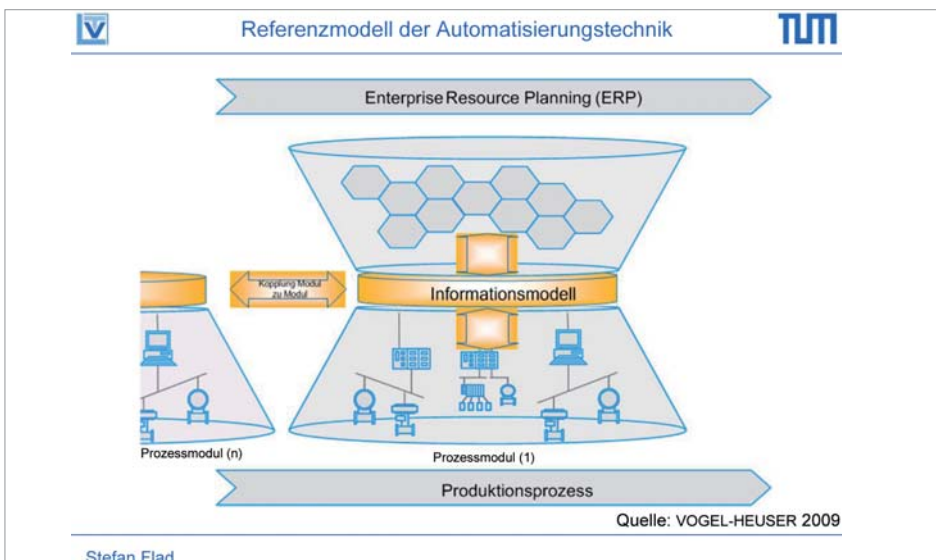 Referenzmodell der Automatisierungstechnik
TUM
Enterprise Resource Planning (ERP)
Kopplung Modul
zu Modul
Informationsmodell
Prozessmodul (n)
Prozessmodul (1)
Produktionsprozess
Quelle: VOGEL-HEUSER 2009
Stefan Flad